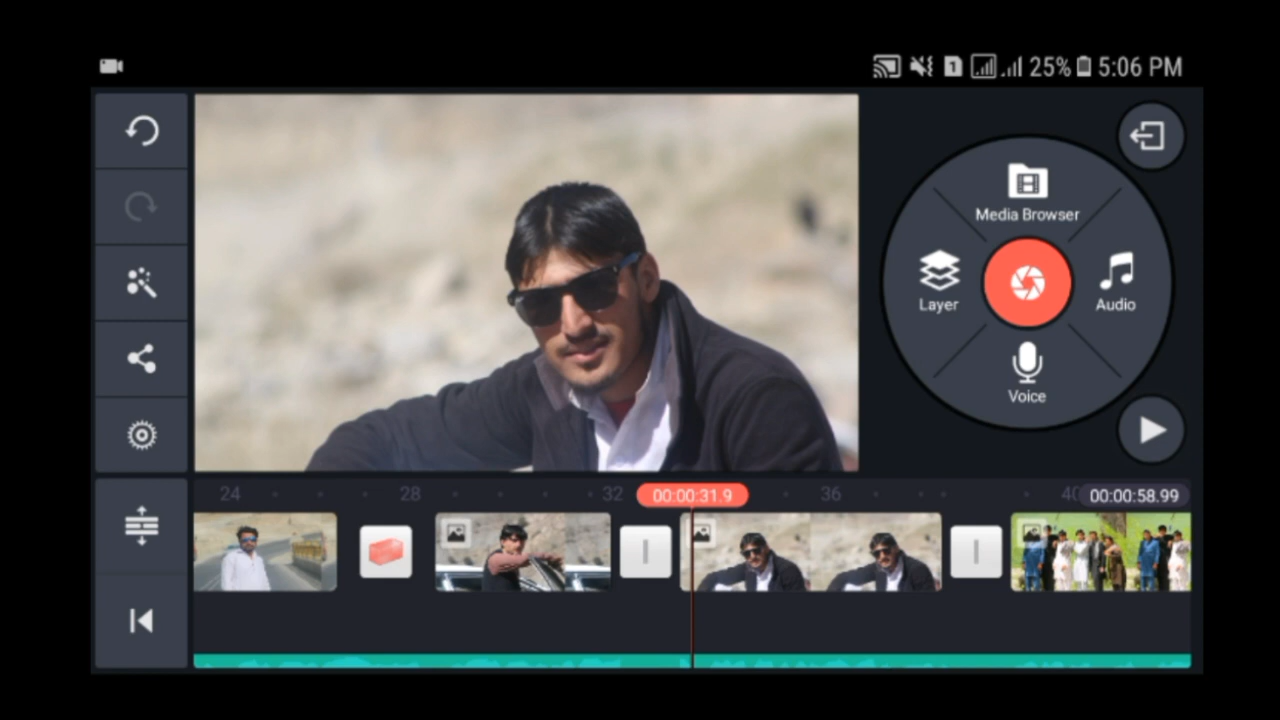 1 25% 5:06 PM
Media Browser
Layer
Audio
Voice
24 28 32 00:00:31.9 36 40 00:00:58.99